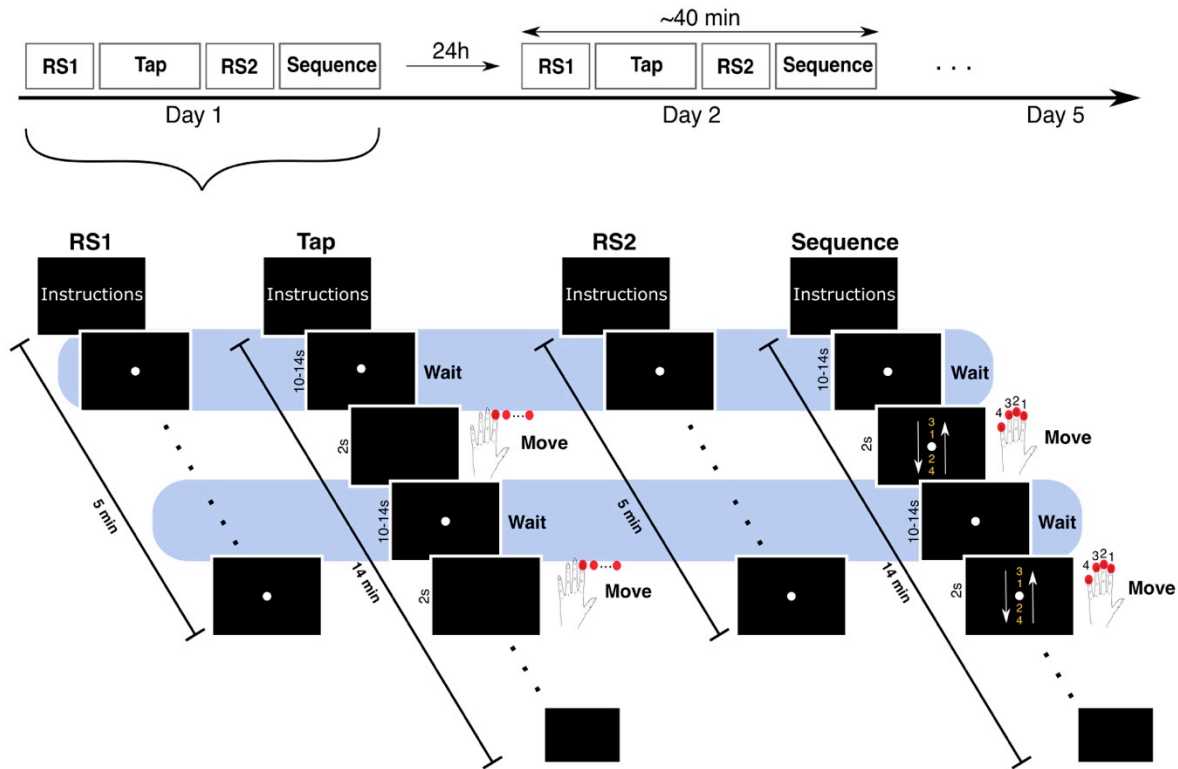 ~40 min
RS1 Tap RS2 Sequence 24h RS1 Tap RS2 Sequence . . .
Day 1 Day 2 Day 5
RS1 Tap RS2 Sequence
Instructions Instructions Instructions Instructions
10-14s Wait 10-14s Wait
4 3 2 1
2s Move 2s 3 1 2 4 Move
10-14s Wait 10-14s Wait
5 min 14 min 5 min 14 min
4 3 2 1
2s Move 2s 3 1 2 4 Move